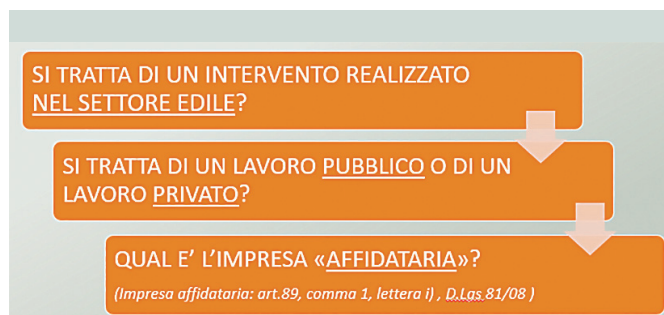 SI TRATTA DI UN INTERVENTO REALIZZATO
NEL SETTORE EDILE?
SI TRATTA DI UN LAVORO PUBBLICO O DI UN
LAVORO PRIVATO?
QUAL E' L'IMPRESA «AFFIDATARIA»?
(Impresa affidataria: art.89, comma 1, lettera i) , D.Lgs.81/08 )